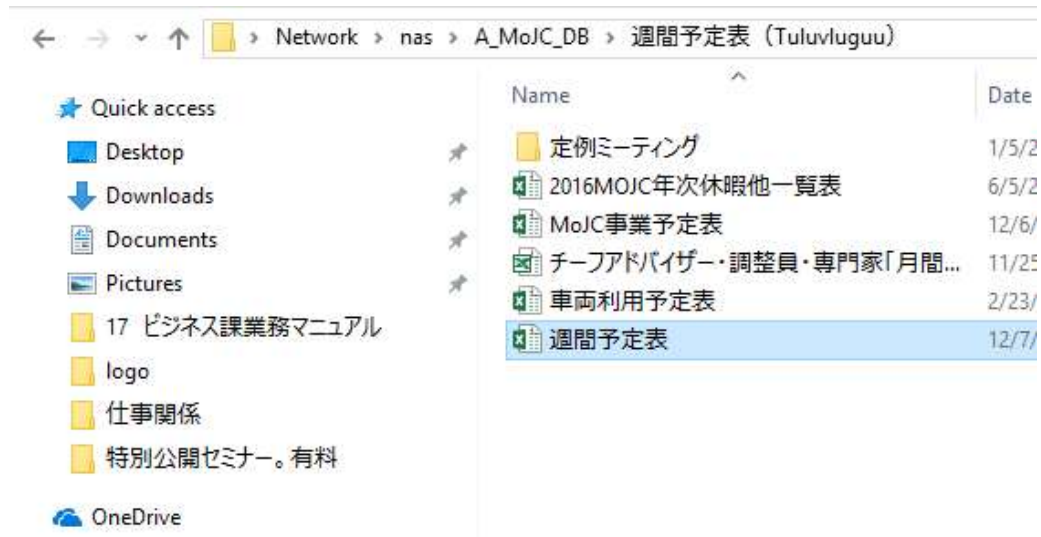 Network > nas > A_MoJC_DB > 週間予定表（Tuluvluguu）
Quick access
Desktop
Downloads
Documents
Pictures
17 ビジネス課業務マニュアル
logo
仕事関係
特別公開セミナー。有料
OneDrive
Name Date
定例ミーティング 1/5/2
2016MOJC年次休暇他一覧表 6/5/2
MoJC事業予定表 12/6/
チーフアドバイザー・調整員・専門家「月間... 11/25
車両利用予定表 2/23/
週間予定表 12/7/